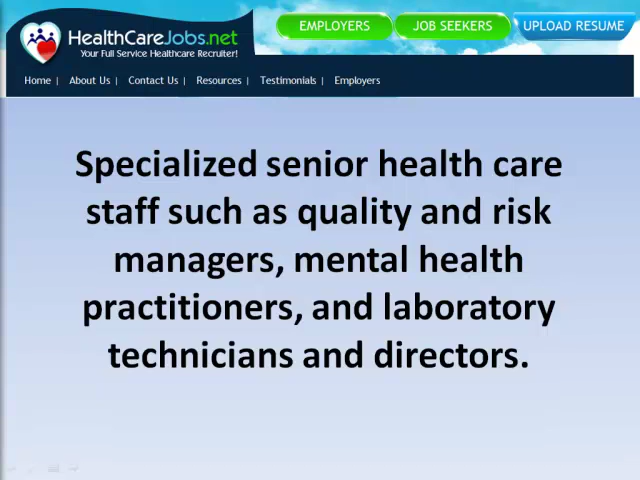 HealthCareJobs.net
Your Full Service Healthcare Recruiter!
EMPLOYERS
JOB SEEKERS
UPLOAD RESUME
Home | About Us | Contact Us | Resources | Testimonials | Employers
Specialized senior health care
staff such as quality and risk
managers, mental health
practitioners, and laboratory
technicians and directors.